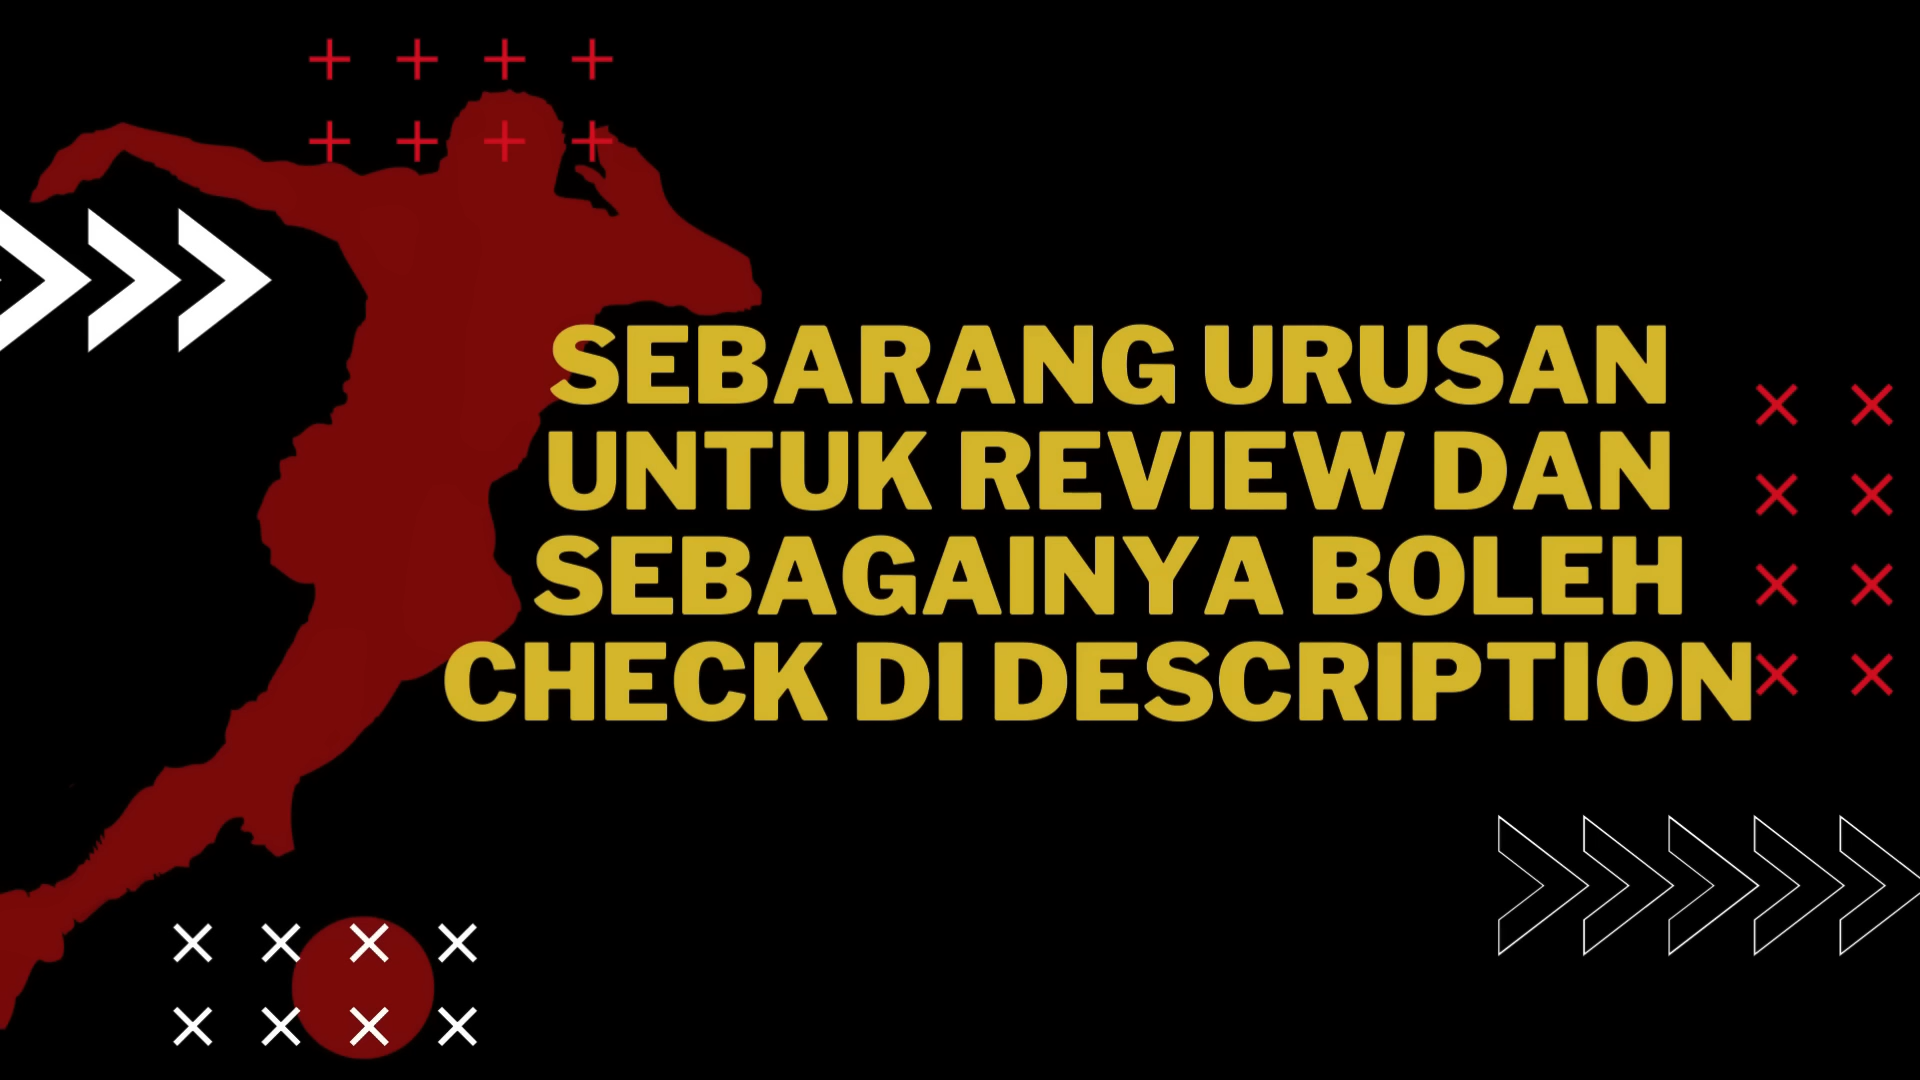 SEBARANG URUSAN
UNTUK REVIEW DAN
SEBAGAINYA BOLEH
CHECK DI DESCRIPTION